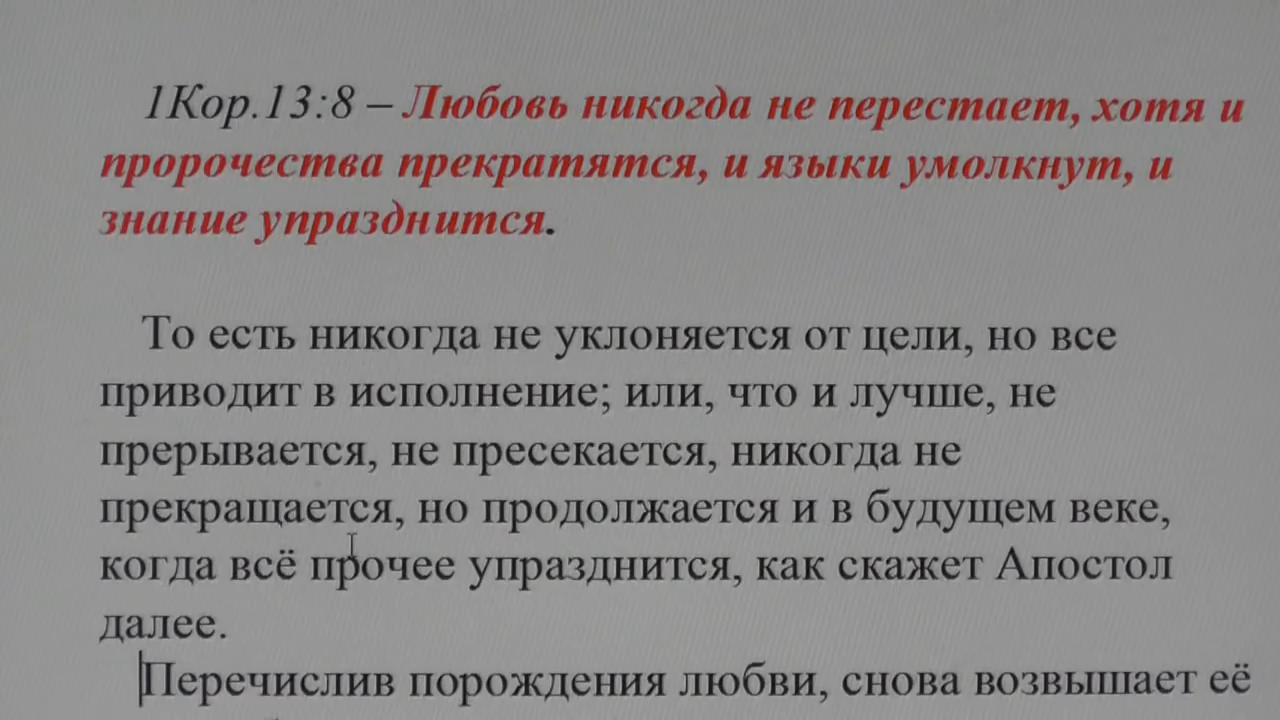 1Кор.13:8 – Любовь никогда не перестает, хотя и
пророчества прекратятся, и языки умолкнут, и
знание упразднится.
То есть никогда не уклоняется от цели, но все
приводит в исполнение; или, что и лучше, не
прерывается, не пресекается, никогда не
прекращается, но продолжается и в будущем веке,
когда всё прочее упразднится, как скажет Апостол
далее.
Перечислив порождения любви, снова возвышает её